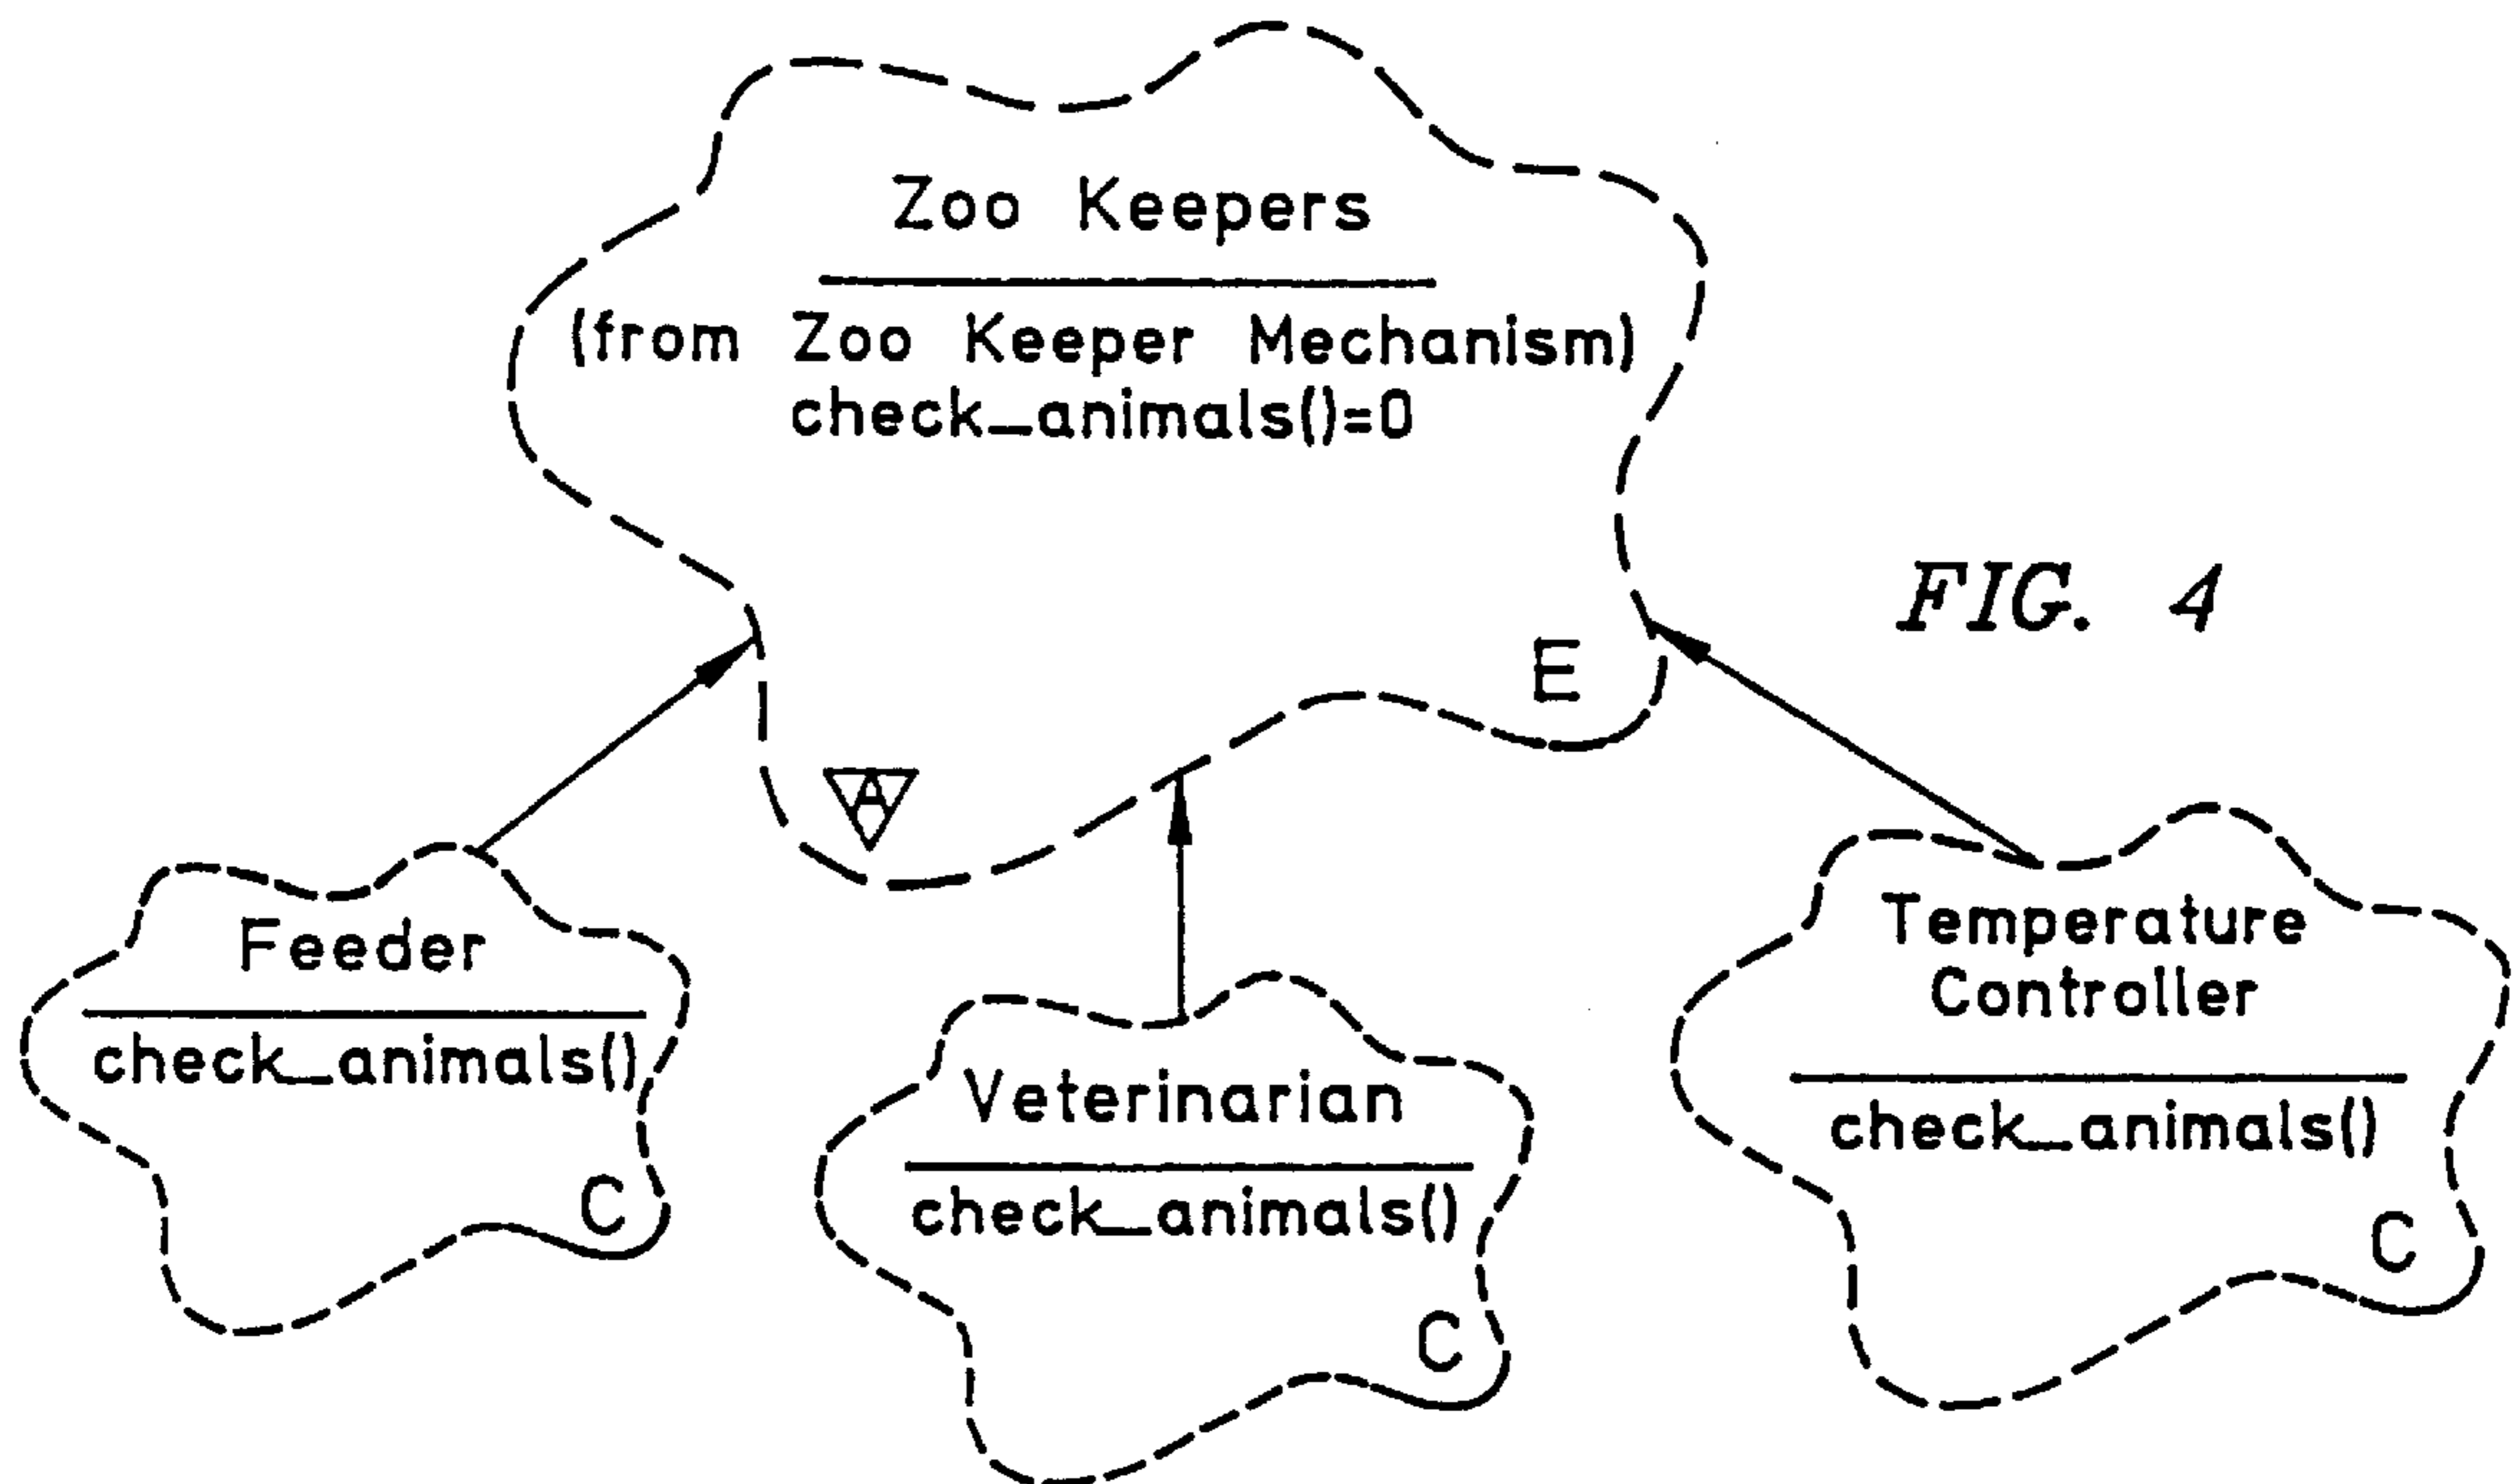 Zoo Keepers
(from Zoo Keeper Mechanism)
check_animals()=0
FIG. 4
E
A
Feeder
check_animals()
C
Veterinarian
check_animals()
C
Temperature
Controller
check_animals()
C